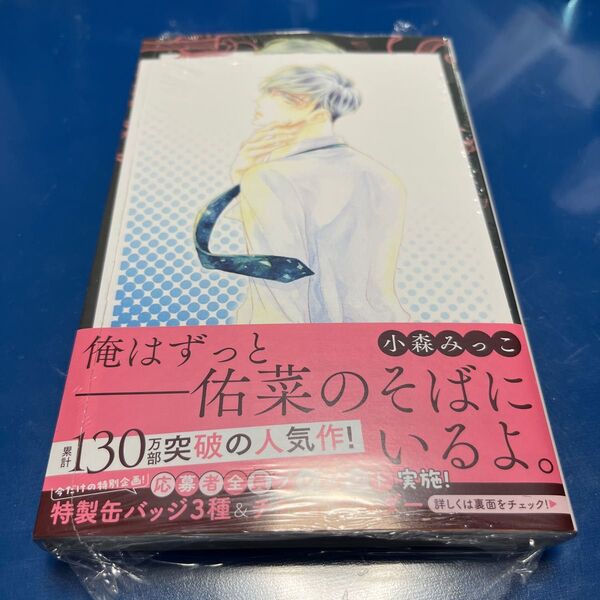 俺はずっと
小森みっこ
――佑菜のそばに
いるよ。
累計130万部突破の人気作!
今だけの特別企画!
応募者全 実施!
特製缶バッジ3種&
詳しくは裏面をチェック!▶